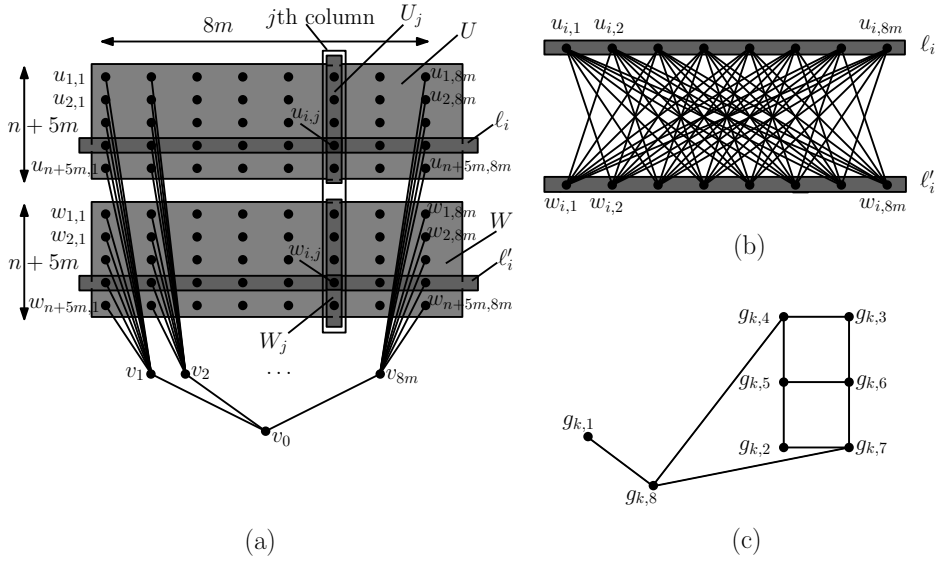 jth column
8m
U_j
U
u_{1,1}
u_{1,8m}
u_{2,1}
u_{2,8m}
n + 5m
u_{i,j}
ℓ_i
u_{n+5m,1}
u_{n+5m,8m}
w_{1,1}
w_{1,8m}
W
w_{2,1}
w_{2,8m}
n + 5m
w_{i,j}
ℓ'_i
w_{n+5m,1}
w_{n+5m,8m}
W_j
v_1
v_2
...
v_{8m}
v_0
(a)
u_{i,1}
u_{i,2}
u_{i,8m}
ℓ_i
ℓ'_i
w_{i,1}
w_{i,2}
w_{i,8m}
(b)
g_{k,4}
g_{k,3}
g_{k,5}
g_{k,6}
g_{k,1}
g_{k,2}
g_{k,7}
g_{k,8}
(c)